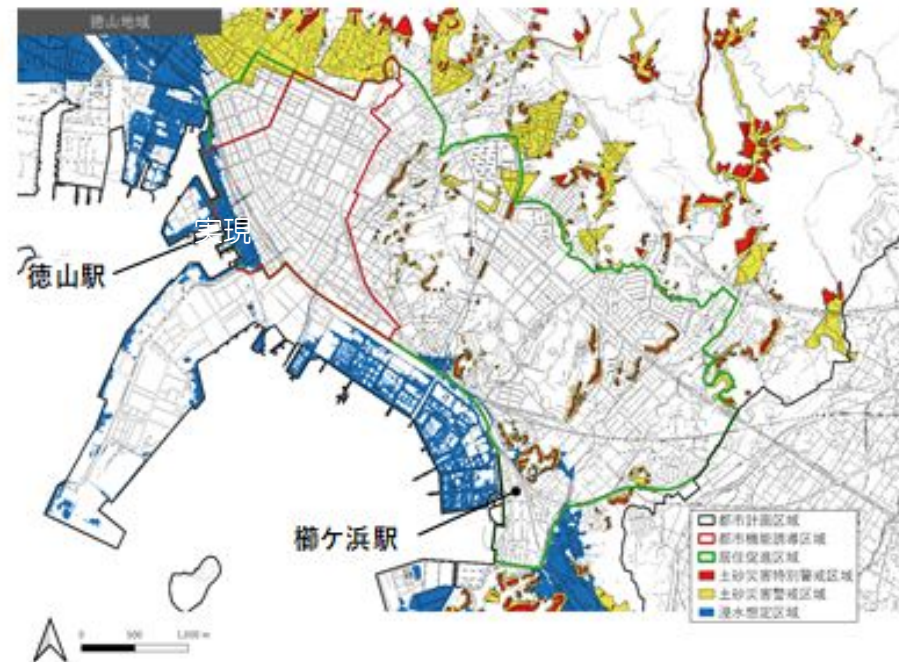 徳山地域
実現
徳山駅
櫛ケ浜駅
都市計画区域
都市機能誘導区域
居住促進区域
土砂災害特別警戒区域
土砂災害警戒区域
浸水想定区域
0 500 1,000 m